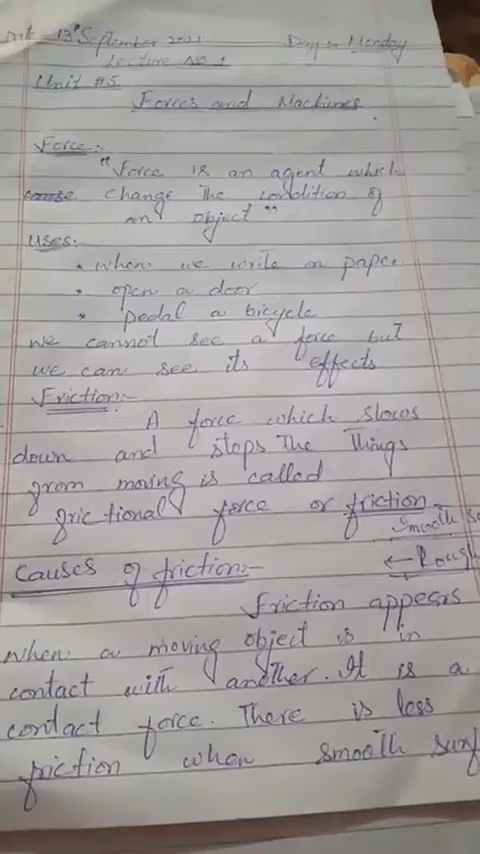 13th September 2021 Day = Monday
Lecture No 1
Unit #5
Forces and Machines
Force:-
"Force is an agent which
change the condition of
an object"
Uses:
• when we write on paper
• open a door
* pedal a bicycle
we cannot see a force but
we can see its effects
Friction:-
A force which slows
down and stops the things
from moving is called
frictional force or friction
Smooth
← Rough
Causes of friction:-
Friction appears
when a moving object is in
contact with another. It is a
contact force. There is less
friction when smooth surf